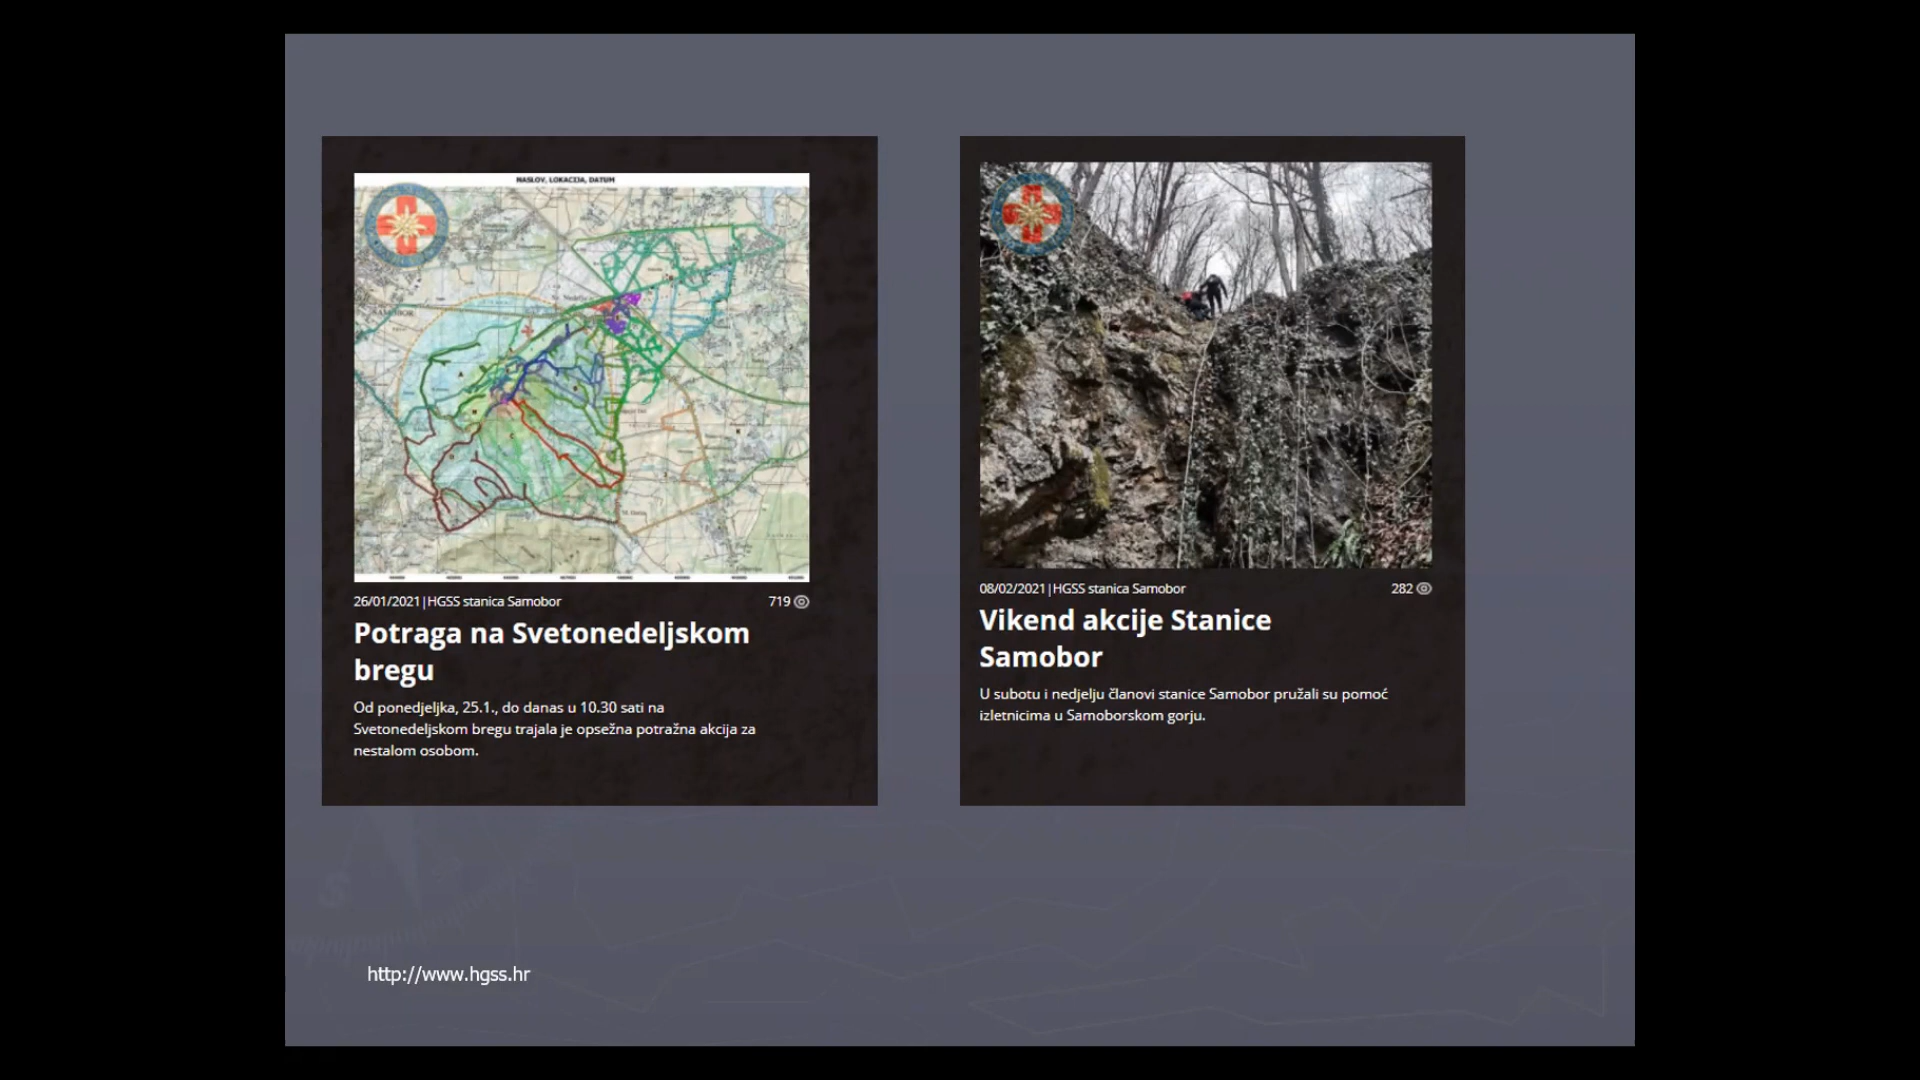 NASLOV, LOKACIJA, DATUM
26/01/2021|HGSS stanica Samobor
719
Potraga na Svetonedeljskom
bregu
Od ponedjeljka, 25.1., do danas u 10.30 sati na
Svetonedeljskom bregu trajala je opsežna potražna akcija za
nestalom osobom.
08/02/2021|HGSS stanica Samobor
282
Vikend akcije Stanice
Samobor
U subotu i nedjelju članovi stanice Samobor pružali su pomoć
izletnicima u Samoborskom gorju.
http://www.hgss.hr